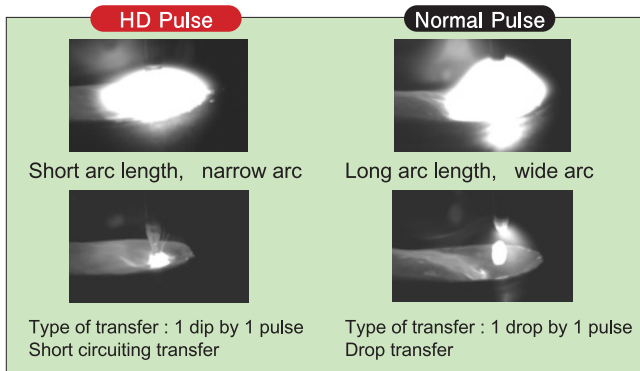 HD Pulse
Normal Pulse
Short arc length, narrow arc
Long arc length, wide arc
Type of transfer : 1 dip by 1 pulse
Short circuiting transfer
Type of transfer : 1 drop by 1 pulse
Drop transfer